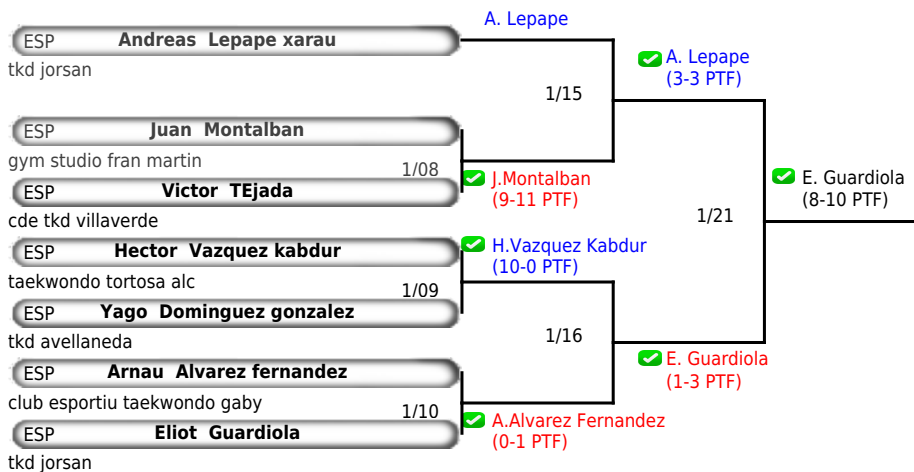 A. Lepape
ESP Andreas Lepape xarau
tkd jorsan
A. Lepape
(3-3 PTF)
1/15
ESP Juan Montalban
gym studio fran martin
1/08
J.Montalban
(9-11 PTF)
ESP Victor TEjada
cde tkd villaverde
E. Guardiola
(8-10 PTF)
1/21
ESP Hector Vazquez kabdur
H.Vazquez Kabdur
(10-0 PTF)
taekwondo tortosa alc
1/09
ESP Yago Dominguez gonzalez
tkd avellaneda
1/16
E. Guardiola
(1-3 PTF)
ESP Arnau Alvarez fernandez
club esportiu taekwondo gaby
1/10
A.Alvarez Fernandez
(0-1 PTF)
ESP Eliot Guardiola
tkd jorsan